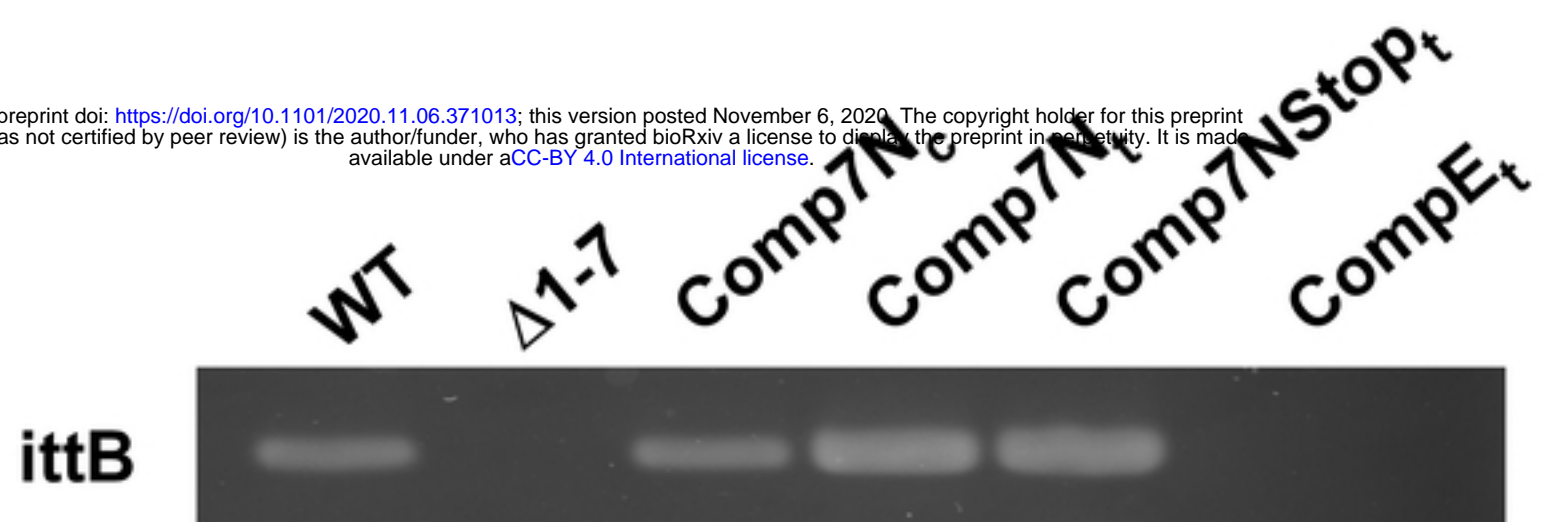 preprint doi: https://doi.org/10.1101/2020.11.06.371013; this version posted November 6, 2020. The copyright holder for this preprint
as not certified by peer review) is the author/funder, who has granted bioRxiv a license to display the preprint in perpetuity. It is made
available under aCC-BY 4.0 International license.
WT Δ1-7 Comp7Nc Comp7Nt Comp7NStopt CompEt
ittB